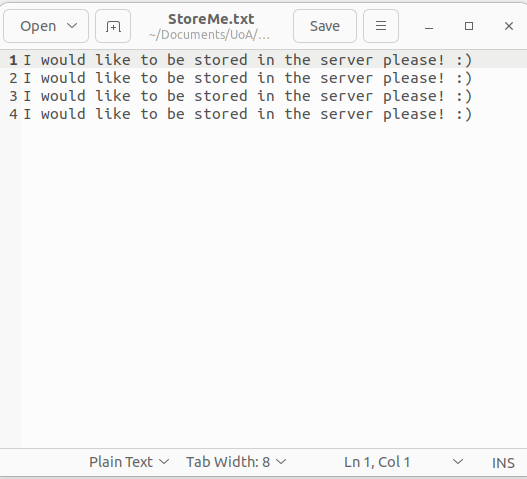 Open
StoreMe.txt
~/Documents/UoA/...
Save
1 I would like to be stored in the server please! :)
2 I would like to be stored in the server please! :)
3 I would like to be stored in the server please! :)
4 I would like to be stored in the server please! :)
Plain Text Tab Width: 8 Ln 1, Col 1 INS